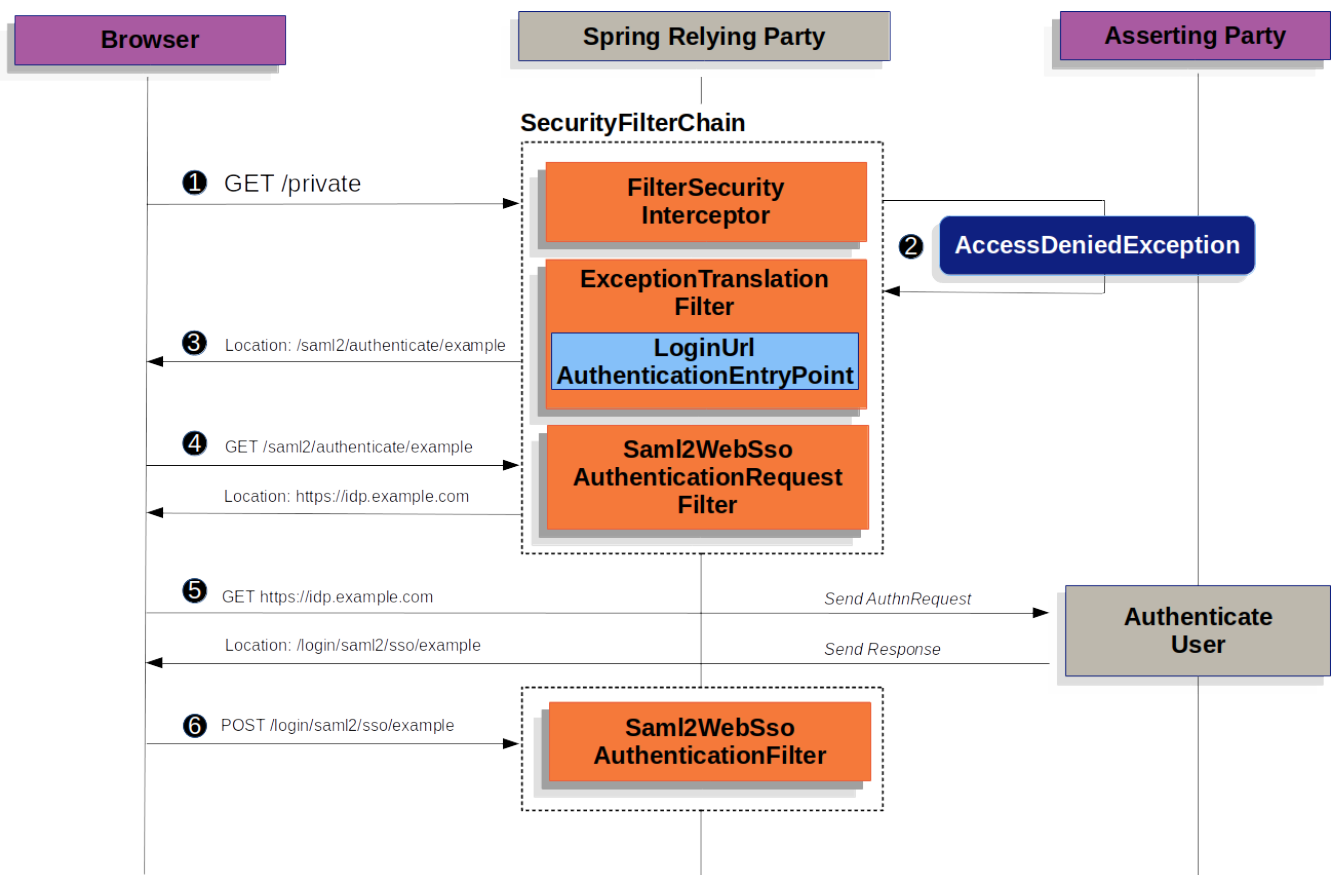 Browser
Spring Relying Party
Asserting Party
SecurityFilterChain
1 GET /private
FilterSecurity
Interceptor
2 AccessDeniedException
ExceptionTranslation
Filter
3 Location: /saml2/authenticate/example
LoginUrl
AuthenticationEntryPoint
4 GET /saml2/authenticate/example
Saml2WebSso
AuthenticationRequest
Filter
Location: https://idp.example.com
5 GET https://idp.example.com
Send AuthnRequest
Authenticate
User
Location: /login/saml2/sso/example
Send Response
6 POST /login/saml2/sso/example
Saml2WebSso
AuthenticationFilter